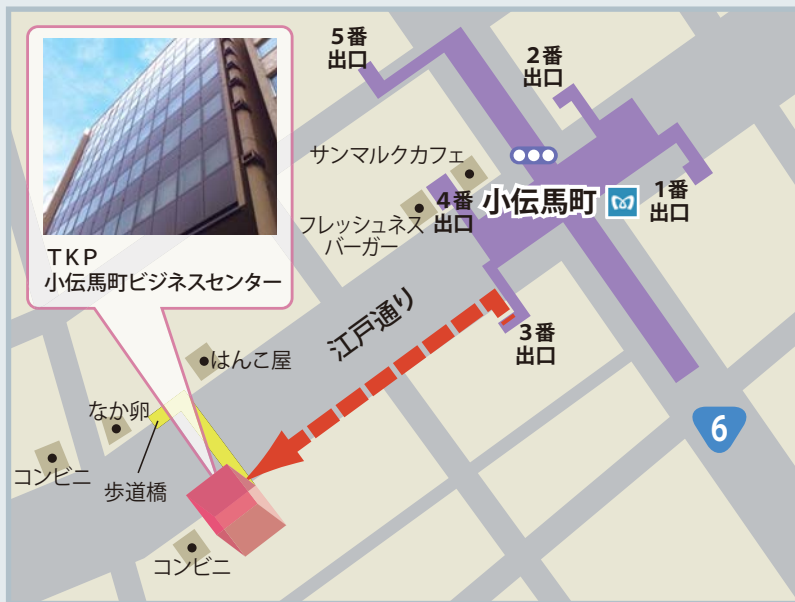 5番
出口
2番
出口
サンマルクカフェ
4番
出口
小伝馬町
1番
出口
フレッシュネス
バーガー
TKP
小伝馬町ビジネスセンター
江戸通り
3番
出口
はんこ屋
なか卵
コンビニ
歩道橋
6
コンビニ